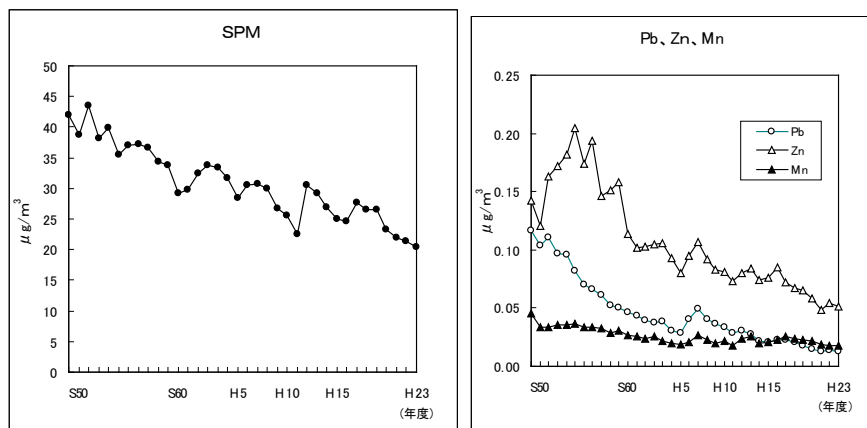 SPM
50
45
40
35
30
25
20
15
10
5
0
μg/m³
S50 S60 H5 H10 H15 H23
(年度)
Pb、Zn、Mn
0.25
0.20
0.15
0.10
0.05
0.00
μg/m³
Pb
Zn
Mn
S50 S60 H5 H10 H15 H23
(年度)